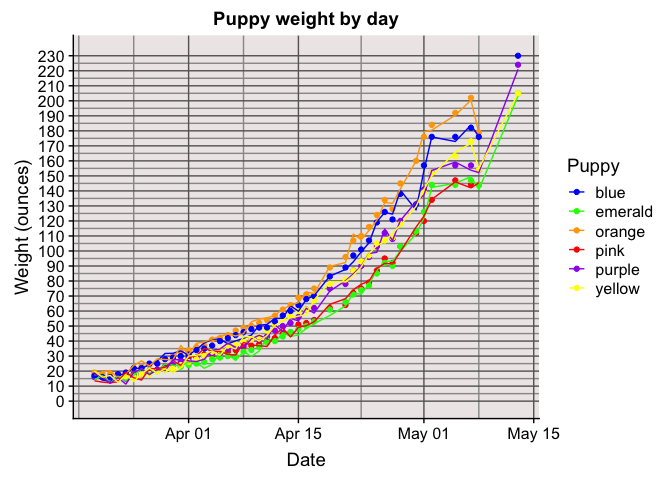 Puppy weight by day
230
220
210
200
190
180
170
160
150
140
130
120
110
100
90
80
70
60
50
40
30
20
10
0
Weight (ounces)
Apr 01 Apr 15 May 01 May 15
Date
Puppy
blue
emerald
orange
pink
purple
yellow